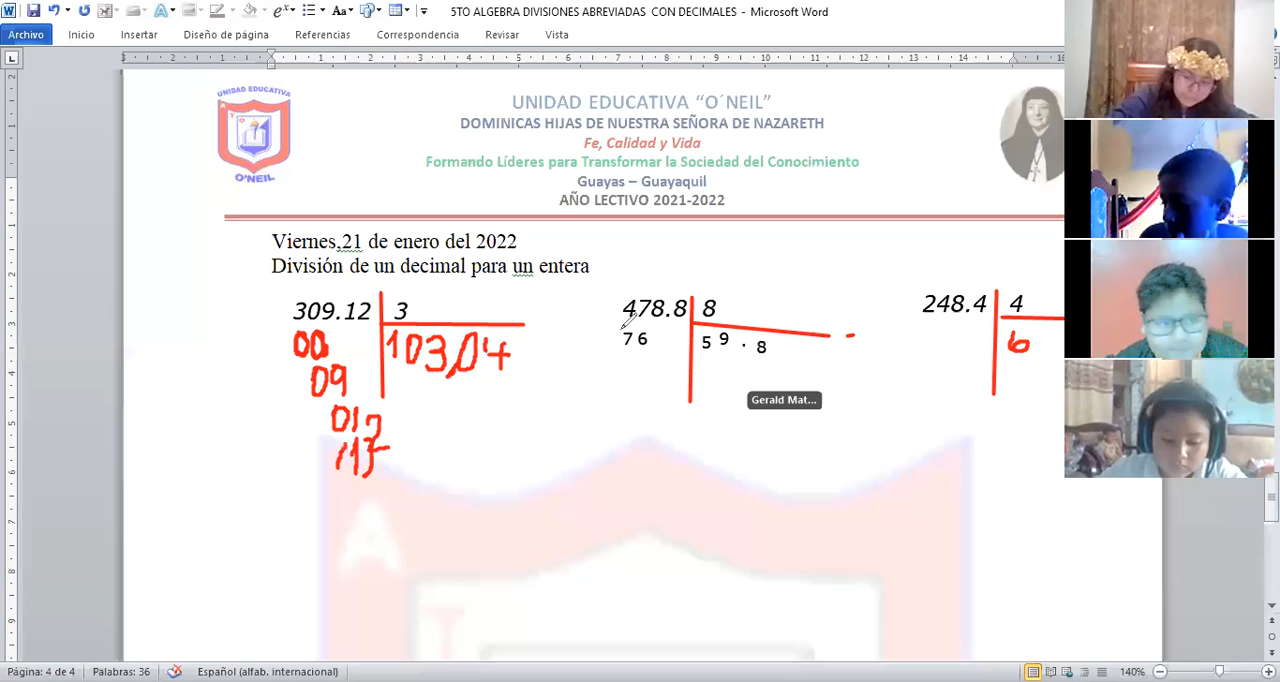 5TO ALGEBRA DIVISIONES ABREVIADAS CON DECIMALES - Microsoft Word
Archivo Inicio Insertar Diseño de página Referencias Correspondencia Revisar Vista
UNIDAD EDUCATIVA
O'NEIL
UNIDAD EDUCATIVA “O´NEIL”
DOMINICAS HIJAS DE NUESTRA SEÑORA DE NAZARETH
Fe, Calidad y Vida
Formando Líderes para Transformar la Sociedad del Conocimiento
Guayas – Guayaquil
AÑO LECTIVO 2021-2022
Viernes,21 de enero del 2022
División de un decimal para un entera
309.12 3
103,04
09
478.8 8
76 59.8
248.4 4
6
Gerald Mat...
Página: 4 de 4 Palabras: 36 Español (alfab. internacional) 140%